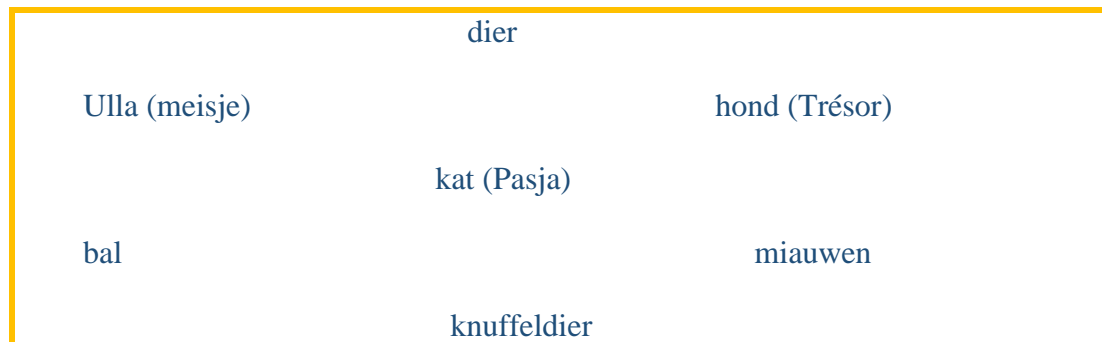 dier
Ulla (meisje) hond (Trésor)
kat (Pasja)
bal miauwen
knuffeldier